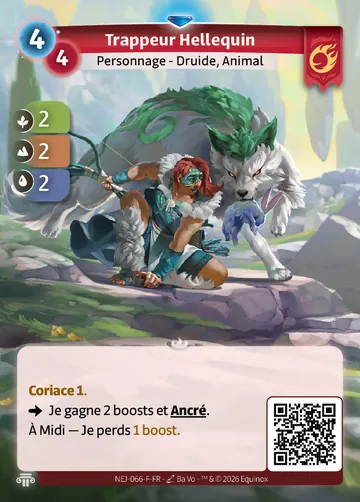 4
4
Trappeur Hellequin
Personnage - Druide, Animal
2
2
2
Coriace 1.
Je gagne 2 boosts et Ancré.
À Midi — Je perds 1 boost.
NEJ-066-F-FR - Ba Vo - ™ & © 2026 Equinox